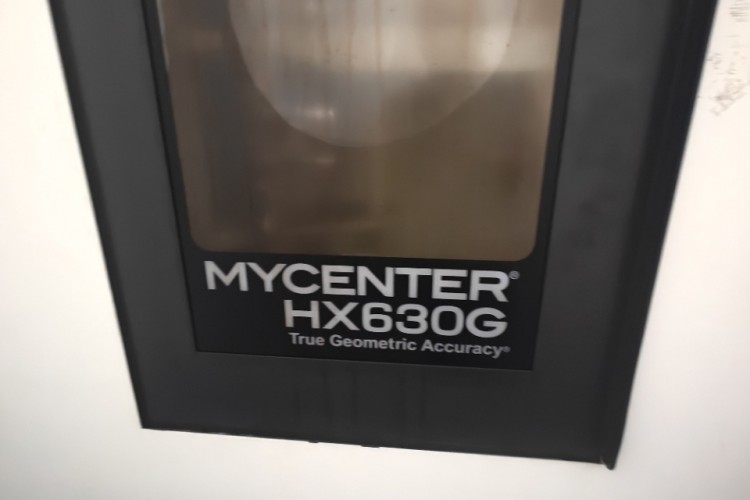 MYCENTER®
HX630G
True Geometric Accuracy®